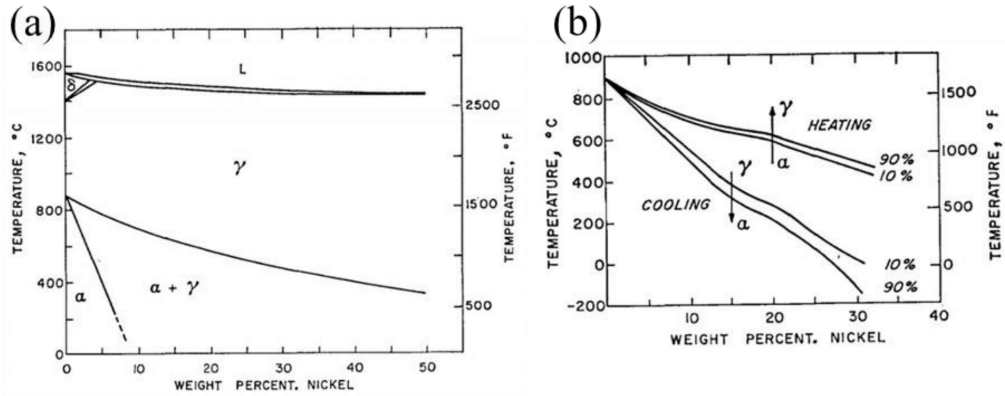 (a)
1600
1200
800
400
0
TEMPERATURE, °C
δ
L
γ
α
α + γ
2500
1500
500
TEMPERATURE, °F
0 10 20 30 40 50
WEIGHT PERCENT. NICKEL
(b)
1000
800
600
400
200
0
-200
TEMPERATURE, °C
γ
HEATING
α
90%
10%
γ
COOLING
α
10%
90%
1500
1000
500
0
TEMPERATURE, °F
10 20 30 40
WEIGHT PERCENT. NICKEL